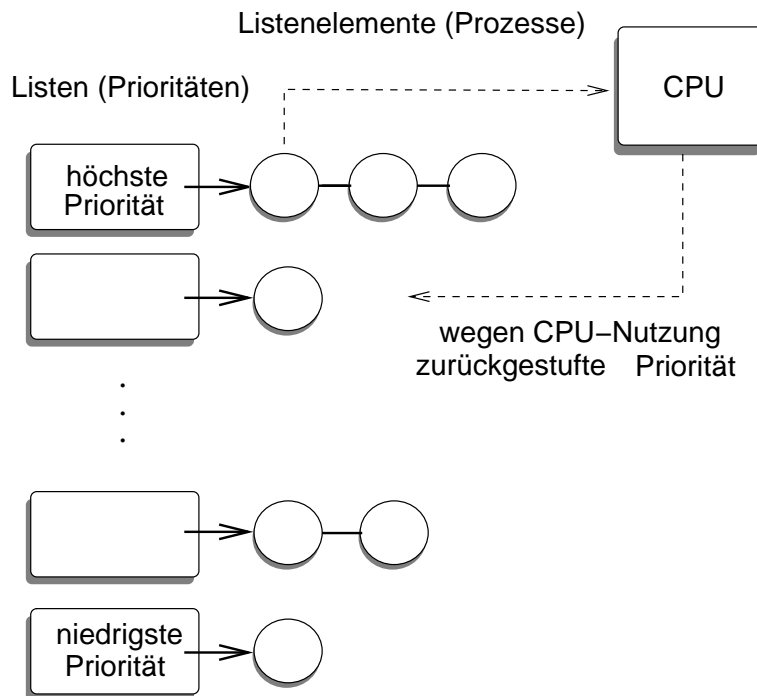 Listenelemente (Prozesse)
CPU
Listen (Prioritäten)
höchste
Priorität
wegen CPU–Nutzung
zurückgestufte Priorität
niedrigste
Priorität